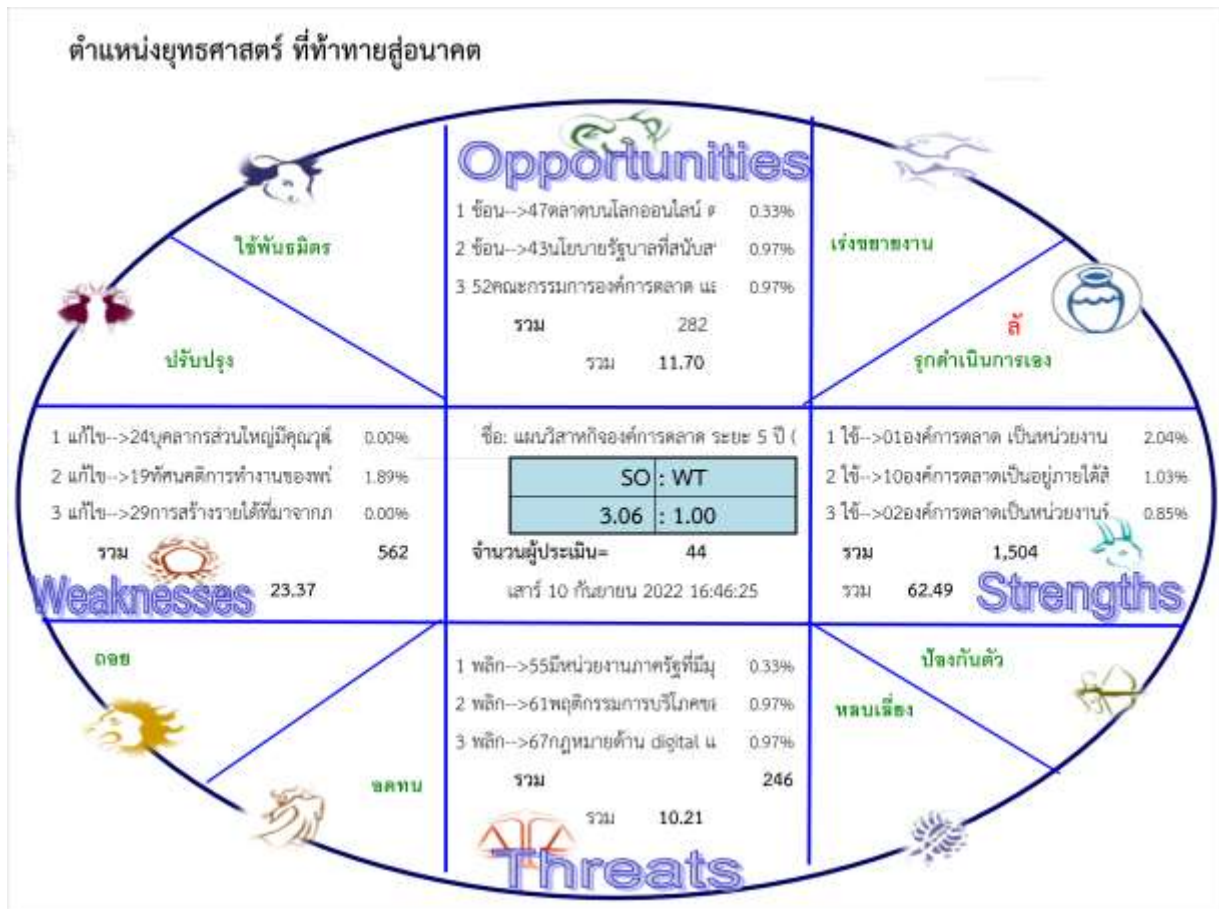 ตำแหน่งยุทธศาสตร์ ที่ท้าทายสู่อนาคต
Opportunities
1 ช้อน-->47ตลาดบนโลกออนไลน์ 0.33%
2 ช้อน-->43นโยบายรัฐบาลที่สนับส 0.97%
3 52คณะกรรมการองค์การตลาด และ 0.97%
รวม 282
รวม 11.70
ใช้พันธมิตร
ปรับปรุง
เร่งขยายงาน
ลั
รุกดำเนินการเอง
1 แก้ไข-->24บุคลากรส่วนใหญ่มีคุณวุฒิ 0.00%
2 แก้ไข-->19ทัศนคติการทำงานของพ 1.89%
3 แก้ไข-->29การสร้างรายได้ที่มาจากภ 0.00%
รวม 562
Weaknesses 23.37
ชื่อ: แผนวิสาหกิจองค์การตลาด ระยะ 5 ปี (
SO : WT
3.06 : 1.00
จำนวนผู้ประเมิน= 44
เสาร์ 10 กันยายน 2022 16:46:25
1 ใช้-->01องค์การตลาด เป็นหน่วยงาน 2.04%
2 ใช้-->10องค์การตลาดเป็นอยู่ภายใต้สั 1.03%
3 ใช้-->02องค์การตลาดเป็นหน่วยงาน 0.85%
รวม 1,504
รวม 62.49 Strengths
ถอย
อดทน
1 พลิก-->55มีหน่วยงานภาครัฐที่มีมุ 0.33%
2 พลิก-->61พฤติกรรมการบริโภคขอ 0.97%
3 พลิก-->67กฎหมายด้าน digital แ 0.97%
รวม 246
รวม 10.21
Threats
ป้องกันตัว
หลบเลี่ยง